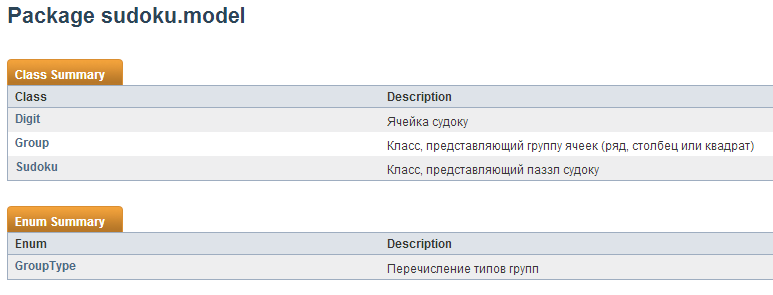 Package sudoku.model
Class Summary
Class Description
Digit Ячейка судоку
Group Класс, представляющий группу ячеек (ряд, столбец или квадрат)
Sudoku Класс, представляющий паззл судоку
Enum Summary
Enum Description
GroupType Перечисление типов групп